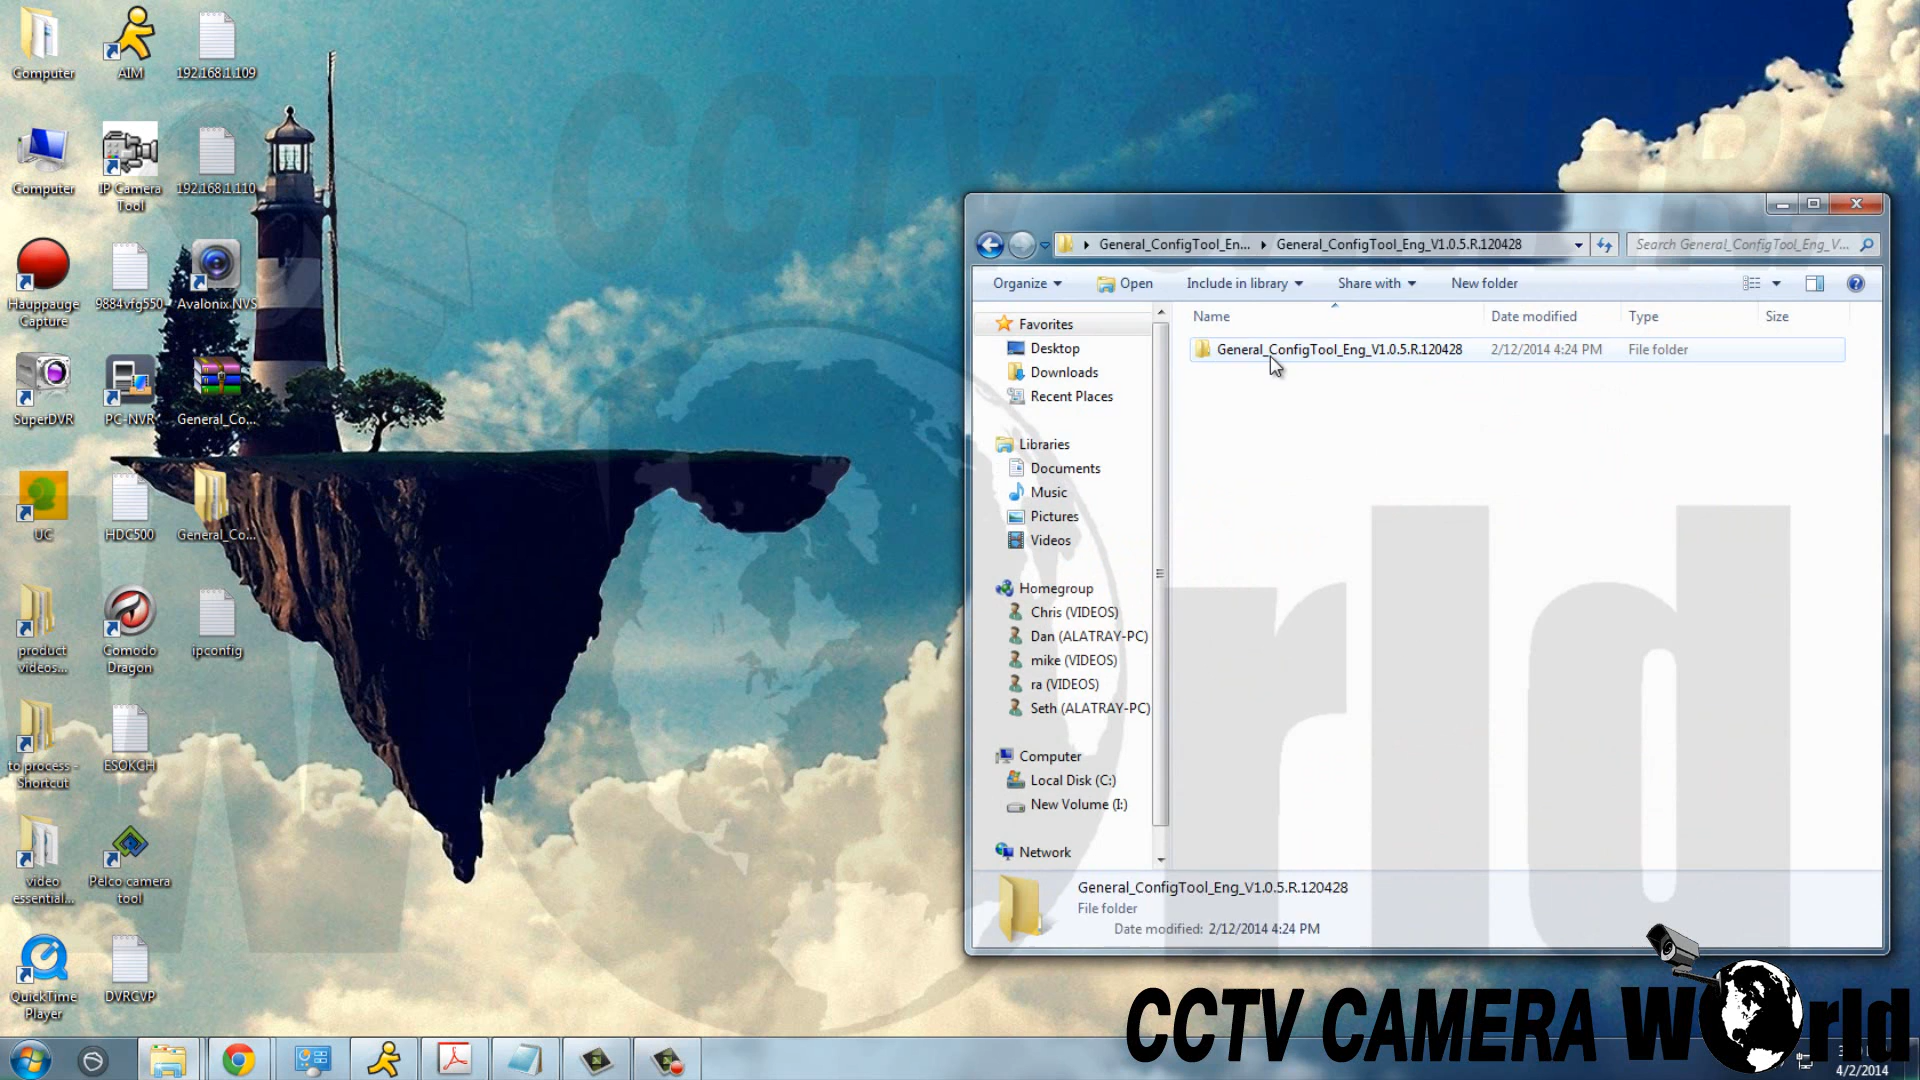 Computer
AIM
192.168.1.109
Computer
IP Camera
Tool
192.168.1.110
Hauppauge
Capture
9884vfg550
Avalonix NVS
SuperDVR
PC-NVR
General_Co...
UC
HDC500
General_Co...
product
videos...
Comodo
Dragon
ipconfig
to process -
Shortcut
ESOKCH
video
essential...
Pelco camera
tool
QuickTime
Player
DVRCVP
General_ConfigTool_En... General_ConfigTool_Eng_V1.0.5.R.120428
Search General_ConfigTool_Eng_V...
Organize Open Include in library Share with New folder
Name Date modified Type Size
General_ConfigTool_Eng_V1.0.5.R.120428 2/12/2014 4:24 PM File folder
Favorites
Desktop
Downloads
Recent Places
Libraries
Documents
Music
Pictures
Videos
Homegroup
Chris (VIDEOS)
Dan (ALATRAY-PC)
mike (VIDEOS)
ra (VIDEOS)
Seth (ALATRAY-PC)
Computer
Local Disk (C:)
New Volume (I:)
Network
General_ConfigTool_Eng_V1.0.5.R.120428
File folder
Date modified: 2/12/2014 4:24 PM
CCTV CAMERA World
4/2/2014